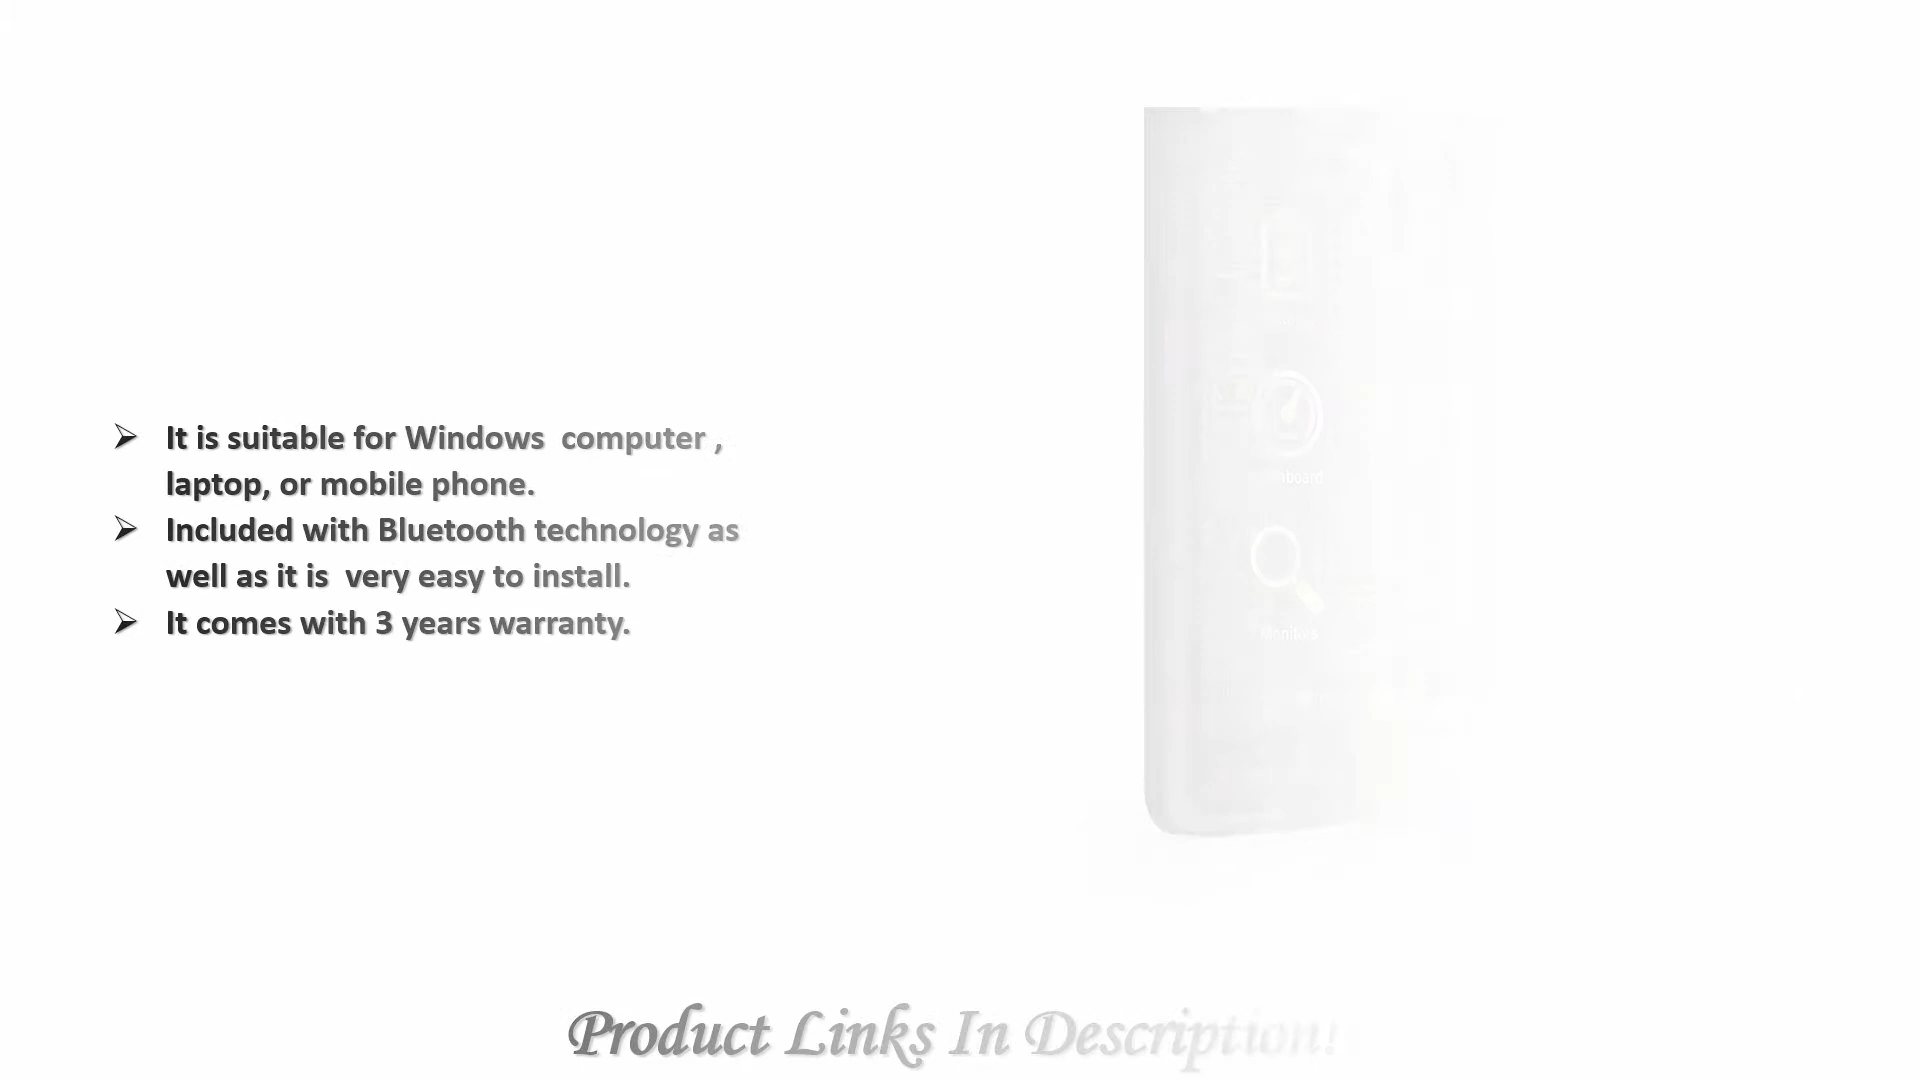 ➢ It is suitable for Windows computer ,
laptop, or mobile phone.
➢ Included with Bluetooth technology as
well as it is very easy to install.
➢ It comes with 3 years warranty.
Product Links In Description!